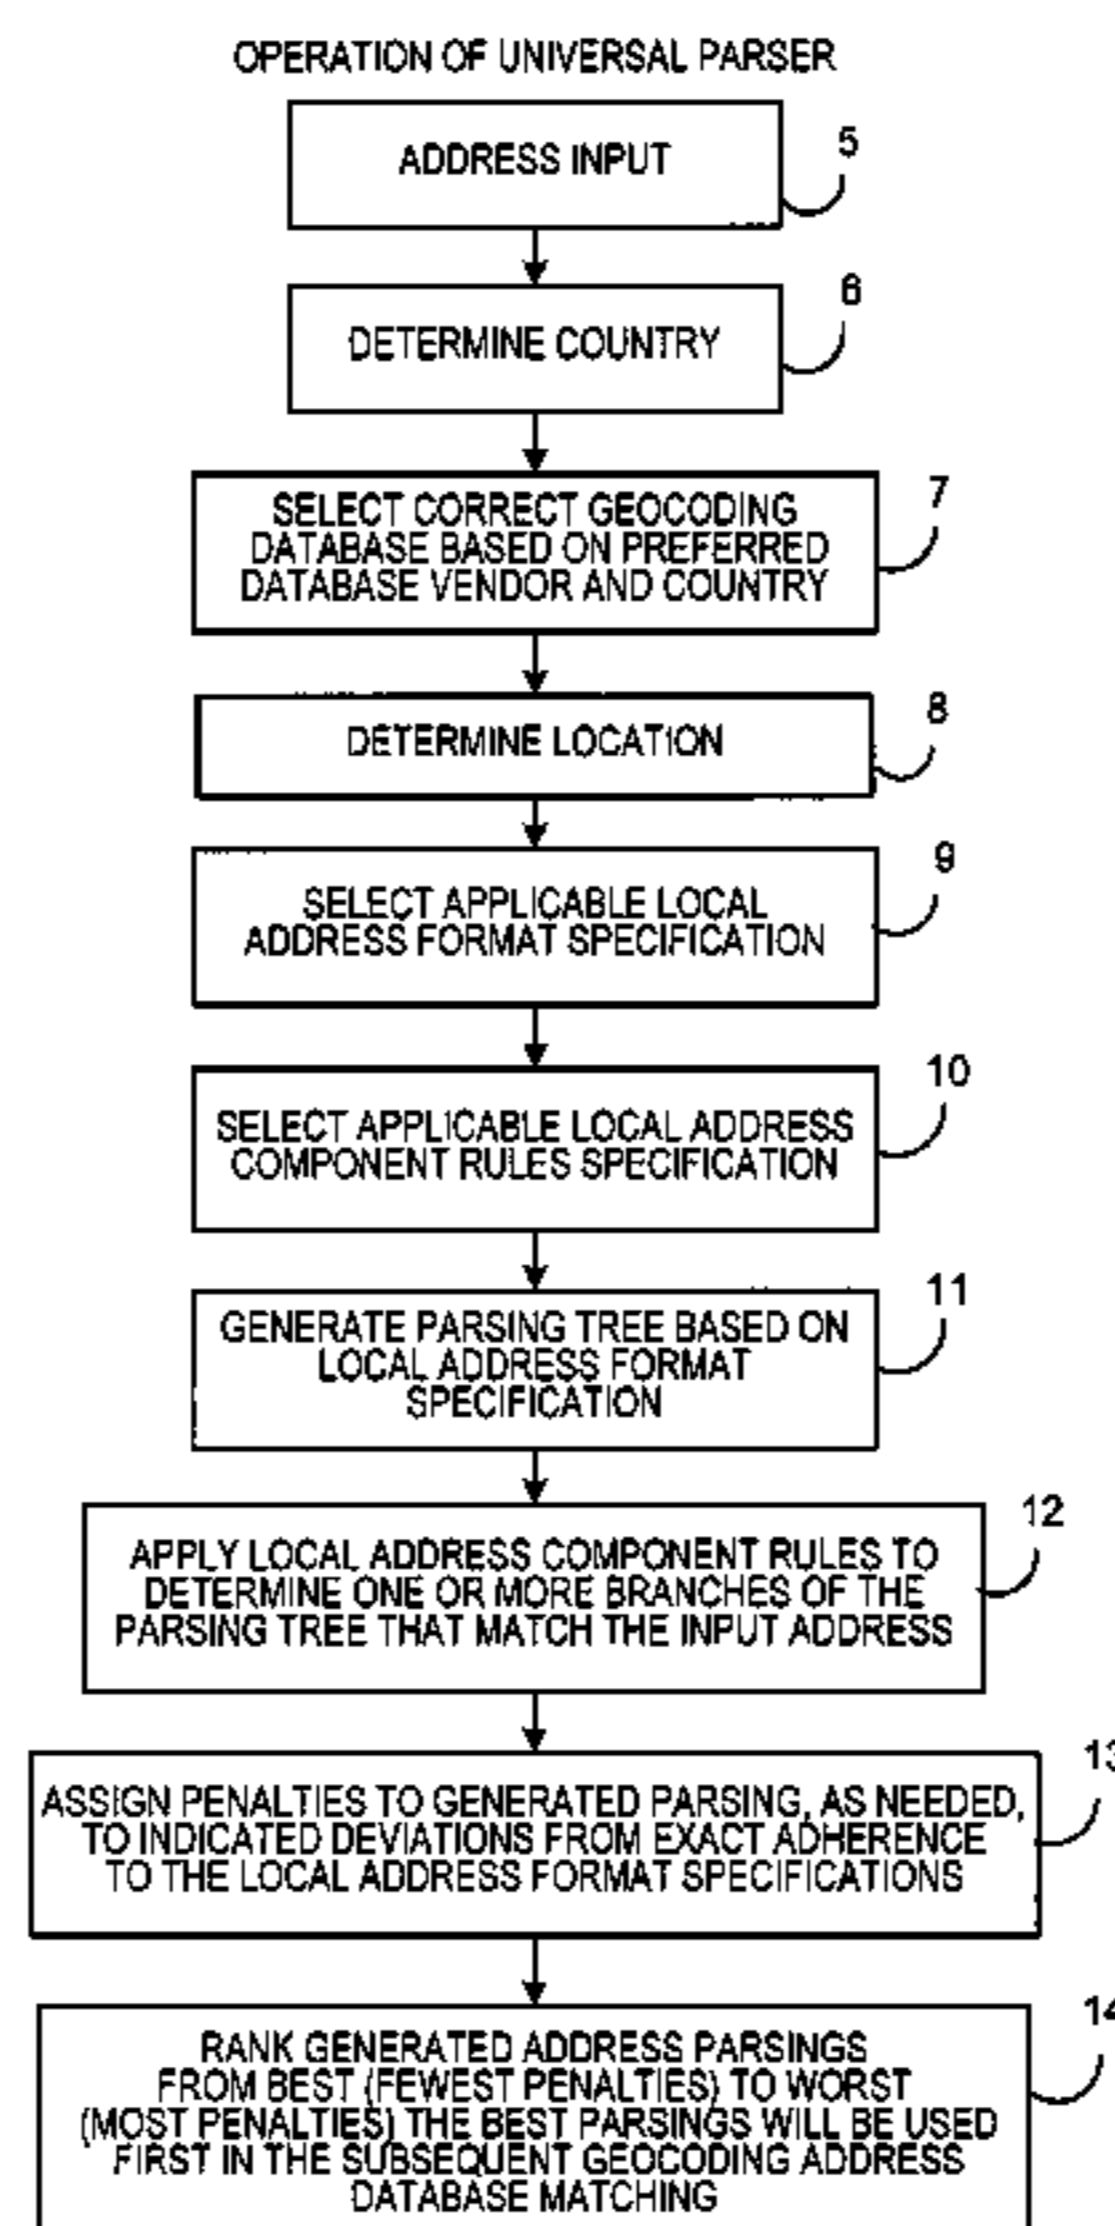 OPERATION OF UNIVERSAL PARSER
ADDRESS INPUT
5
DETERMINE COUNTRY
6
SELECT CORRECT GEOCODING
DATABASE BASED ON PREFERRED
DATABASE VENDOR AND COUNTRY
7
DETERMINE LOCATION
8
SELECT APPLICABLE LOCAL
ADDRESS FORMAT SPECIFICATION
9
SELECT APPLICABLE LOCAL ADDRESS
COMPONENT RULES SPECIFICATION
10
GENERATE PARSING TREE BASED ON
LOCAL ADDRESS FORMAT
SPECIFICATION
11
APPLY LOCAL ADDRESS COMPONENT RULES TO
DETERMINE ONE OR MORE BRANCHES OF THE
PARSING TREE THAT MATCH THE INPUT ADDRESS
12
ASSIGN PENALTIES TO GENERATED PARSING, AS NEEDED,
TO INDICATED DEVIATIONS FROM EXACT ADHERENCE
TO THE LOCAL ADDRESS FORMAT SPECIFICATIONS
13
RANK GENERATED ADDRESS PARSINGS
FROM BEST (FEWEST PENALTIES) TO WORST
(MOST PENALTIES) THE BEST PARSINGS WILL BE USED
FIRST IN THE SUBSEQUENT GEOCODING ADDRESS
DATABASE MATCHING
14